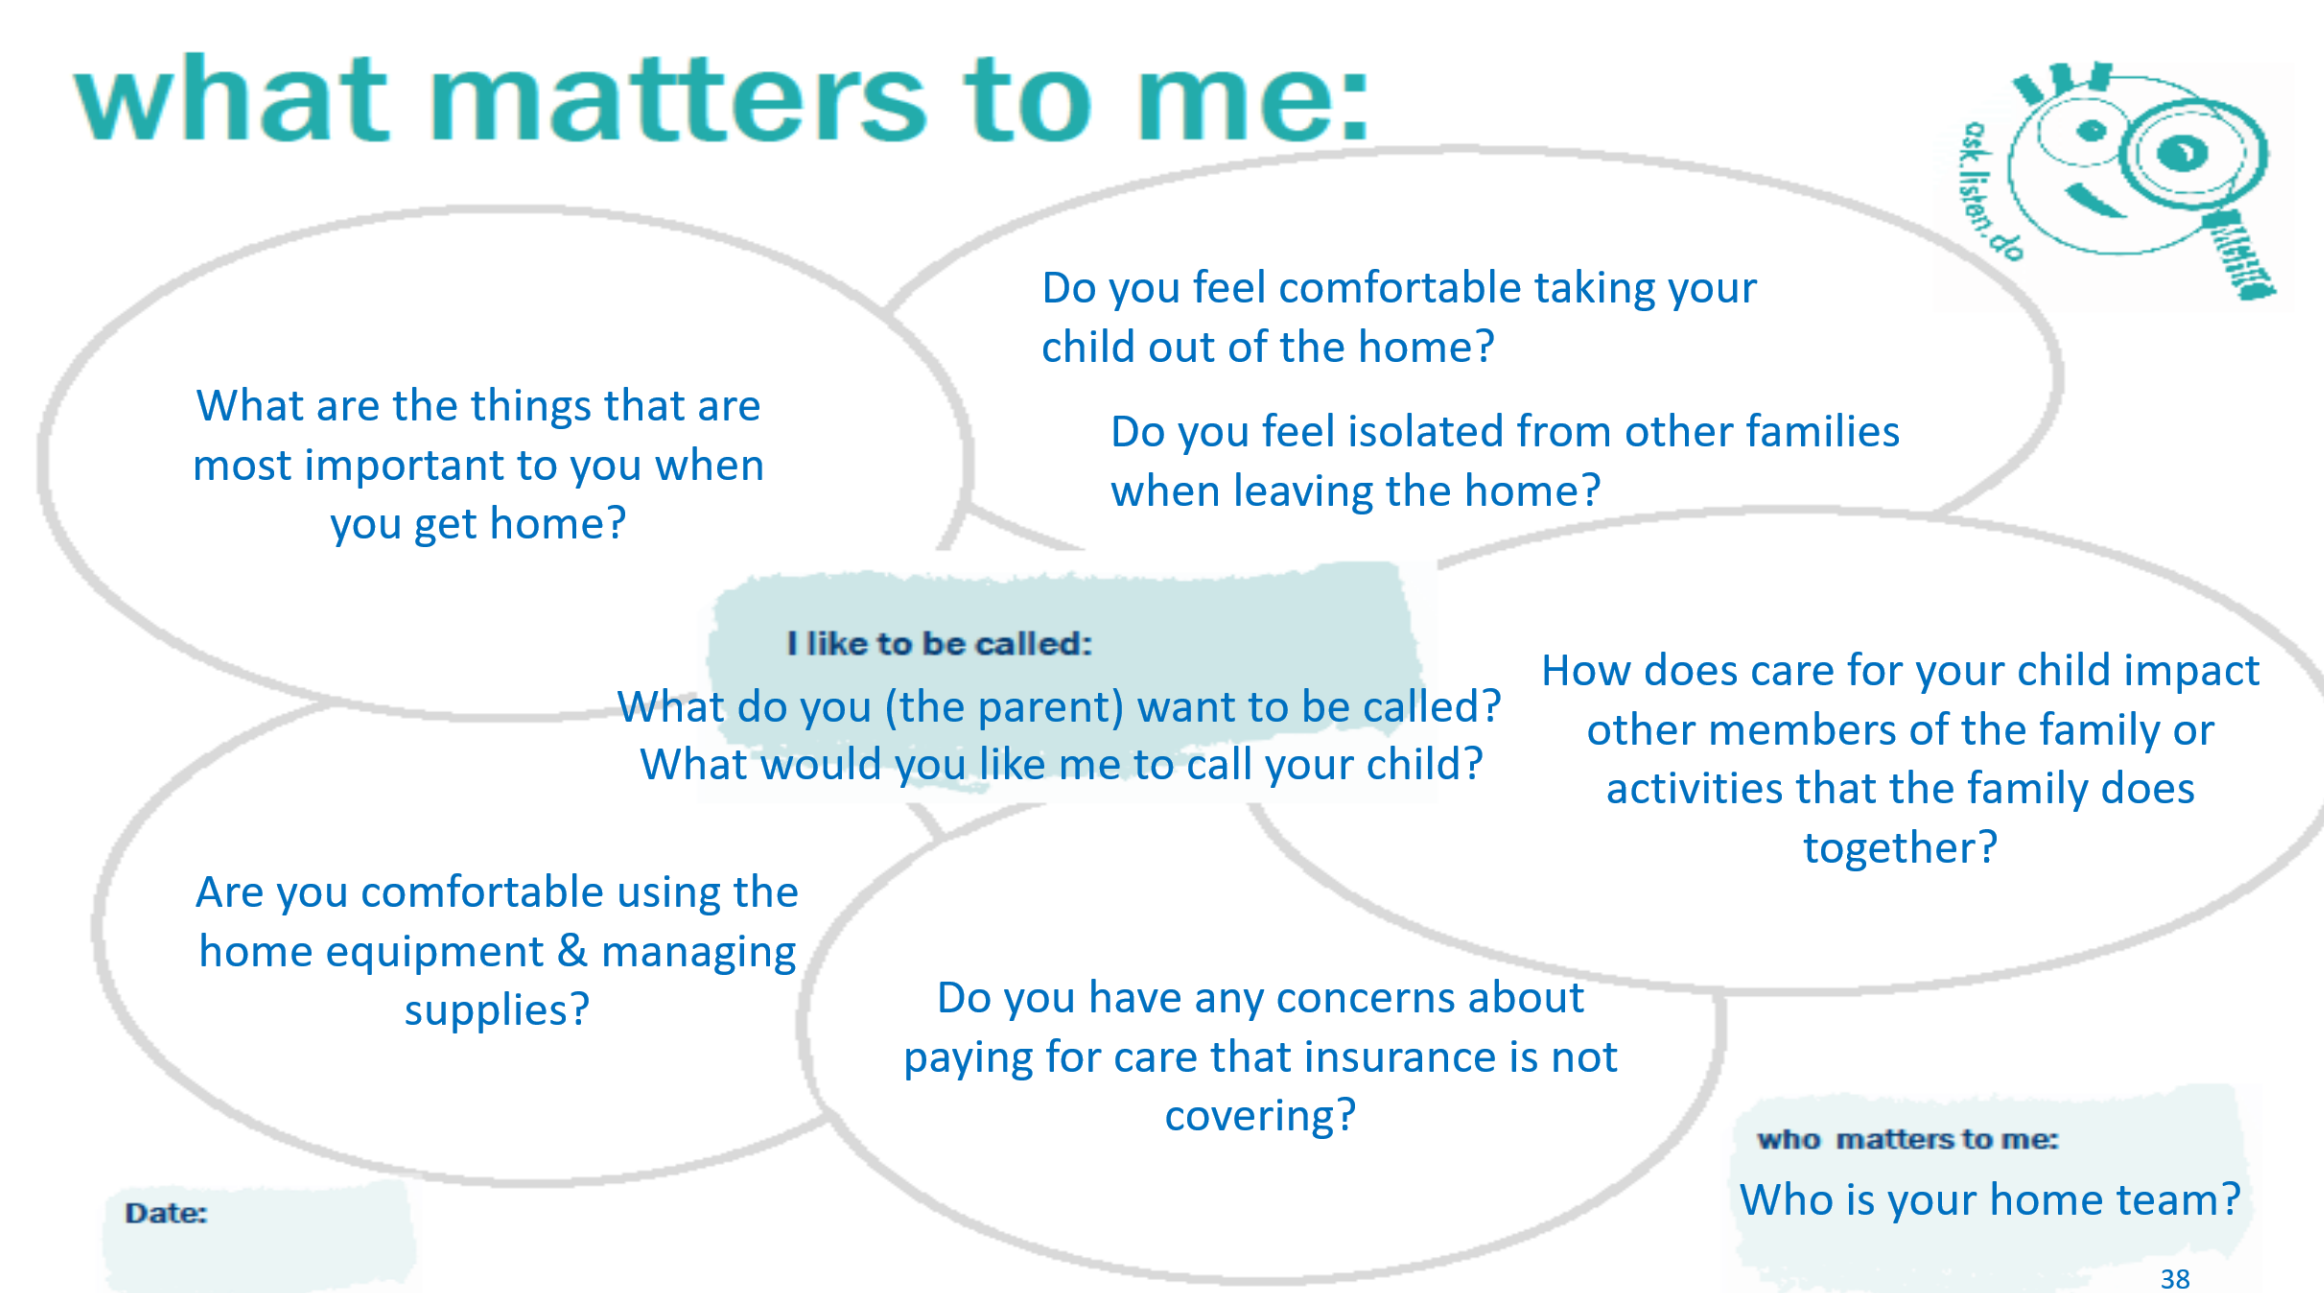 what matters to me:
ask.listen.do
What are the things that are
most important to you when
you get home?
Do you feel comfortable taking your
child out of the home?
Do you feel isolated from other families
when leaving the home?
I like to be called:
What do you (the parent) want to be called?
What would you like me to call your child?
How does care for your child impact
other members of the family or
activities that the family does
together?
Are you comfortable using the
home equipment & managing
supplies?
Do you have any concerns about
paying for care that insurance is not
covering?
who matters to me:
Who is your home team?
Date:
38